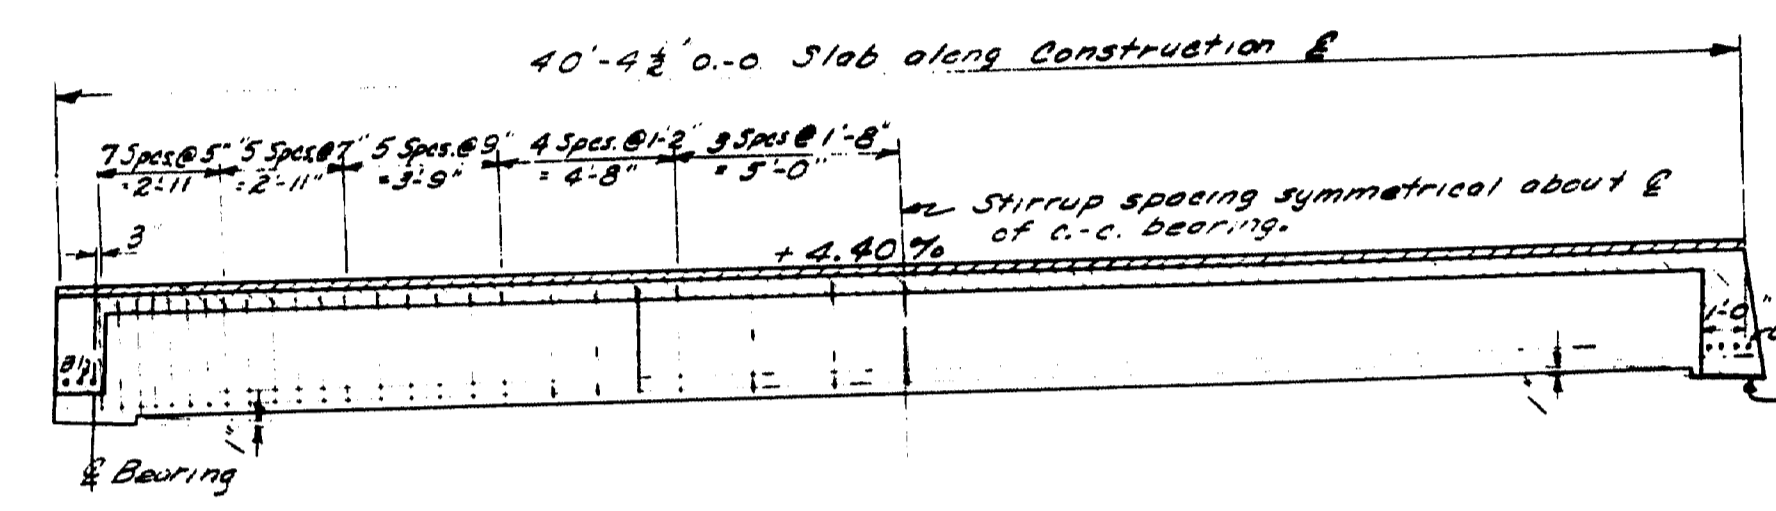 40'-4½' o.-o. Slab along Construction ℄
7 Spcs@5" 5 Spcs@7" 5 Spcs.@9" 4 Spcs.@1'-2" 3 Spcs@1'-8"
=2'-11 =2'-11" =3'-9" = 4'-8" = 5'-0"
Stirrup spacing symmetrical about ℄
of c.-c. bearing.
3"
+4.40%
1'-0"
1"
℄ Bearing